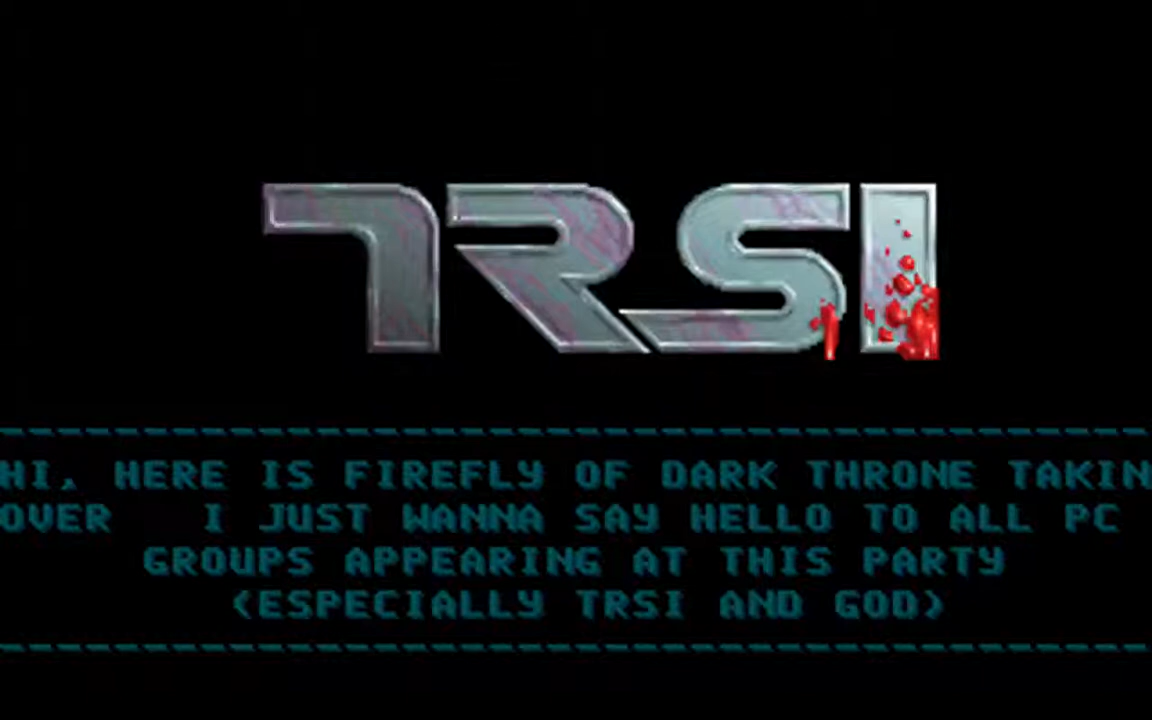 TRSI
HI, HERE IS FIREFLY OF DARK THRONE TAKIN
OVER I JUST WANNA SAY HELLO TO ALL PC
GROUPS APPEARING AT THIS PARTY
(ESPECIALLY TRSI AND GOD)